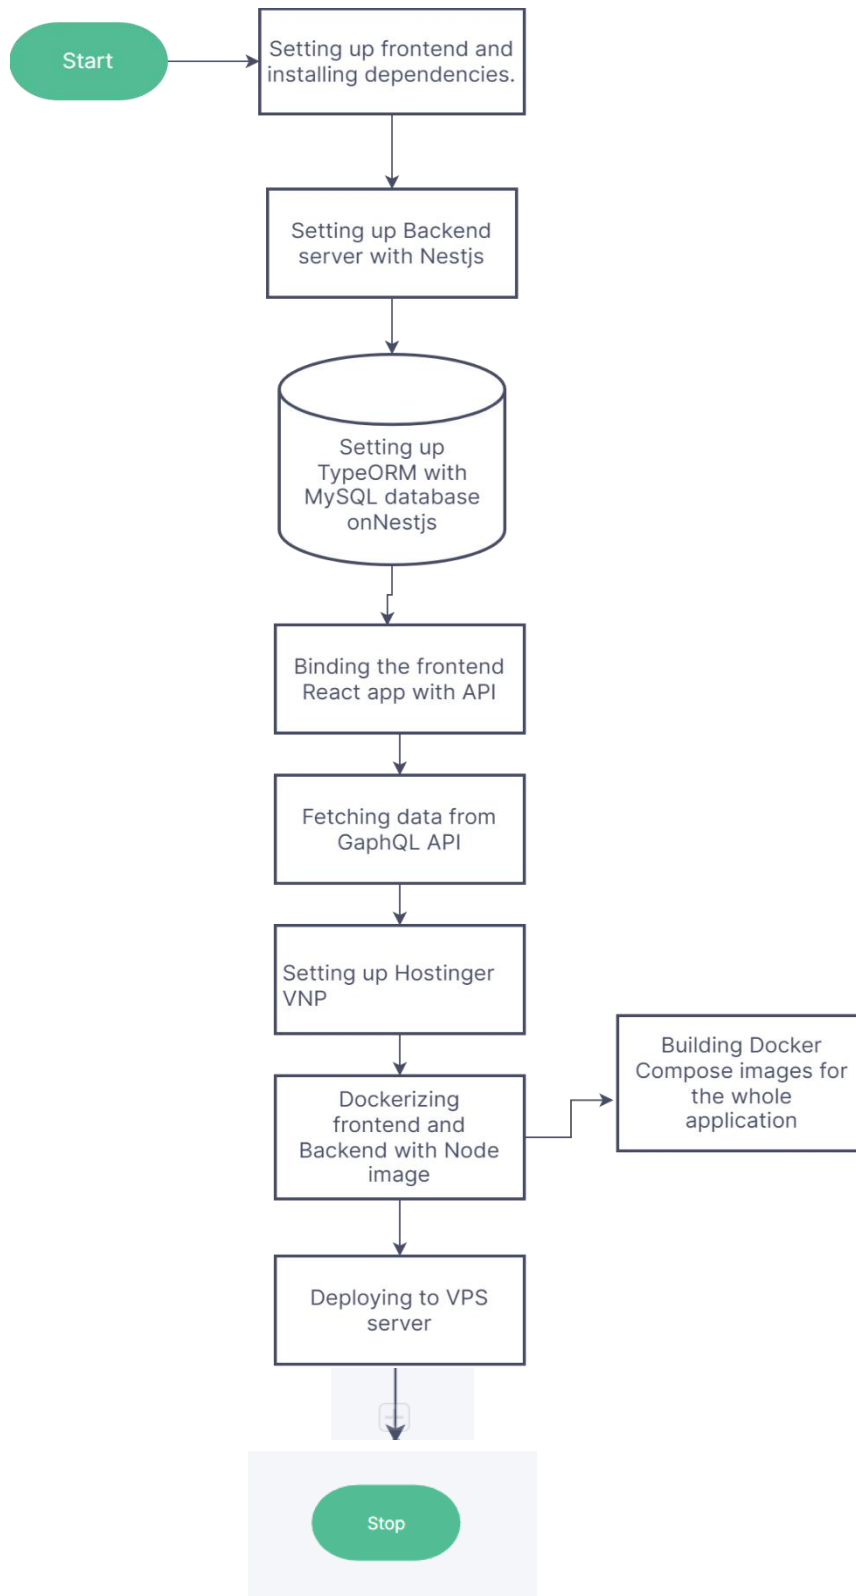 Start
Setting up frontend and
installing dependencies.
Setting up Backend
server with Nestjs
Setting up
TypeORM with
MySQL database
onNestjs
Binding the frontend
React app with API
Fetching data from
GaphQL API
Setting up Hostinger
VNP
Dockerizing
frontend and
Backend with Node
image
Building Docker
Compose images for
the whole
application
Deploying to VPS
server
Stop